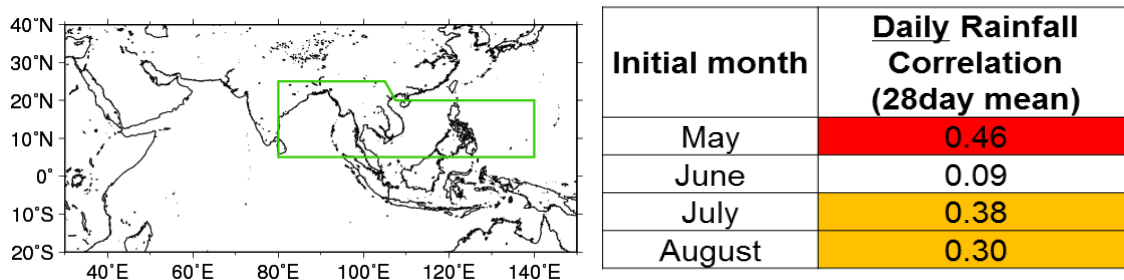 40°N
30°N
20°N
10°N
0°
10°S
20°S
40°E 60°E 80°E 100°E 120°E 140°E
Initial month
Daily Rainfall
Correlation
(28day mean)
May 0.46
June 0.09
July 0.38
August 0.30